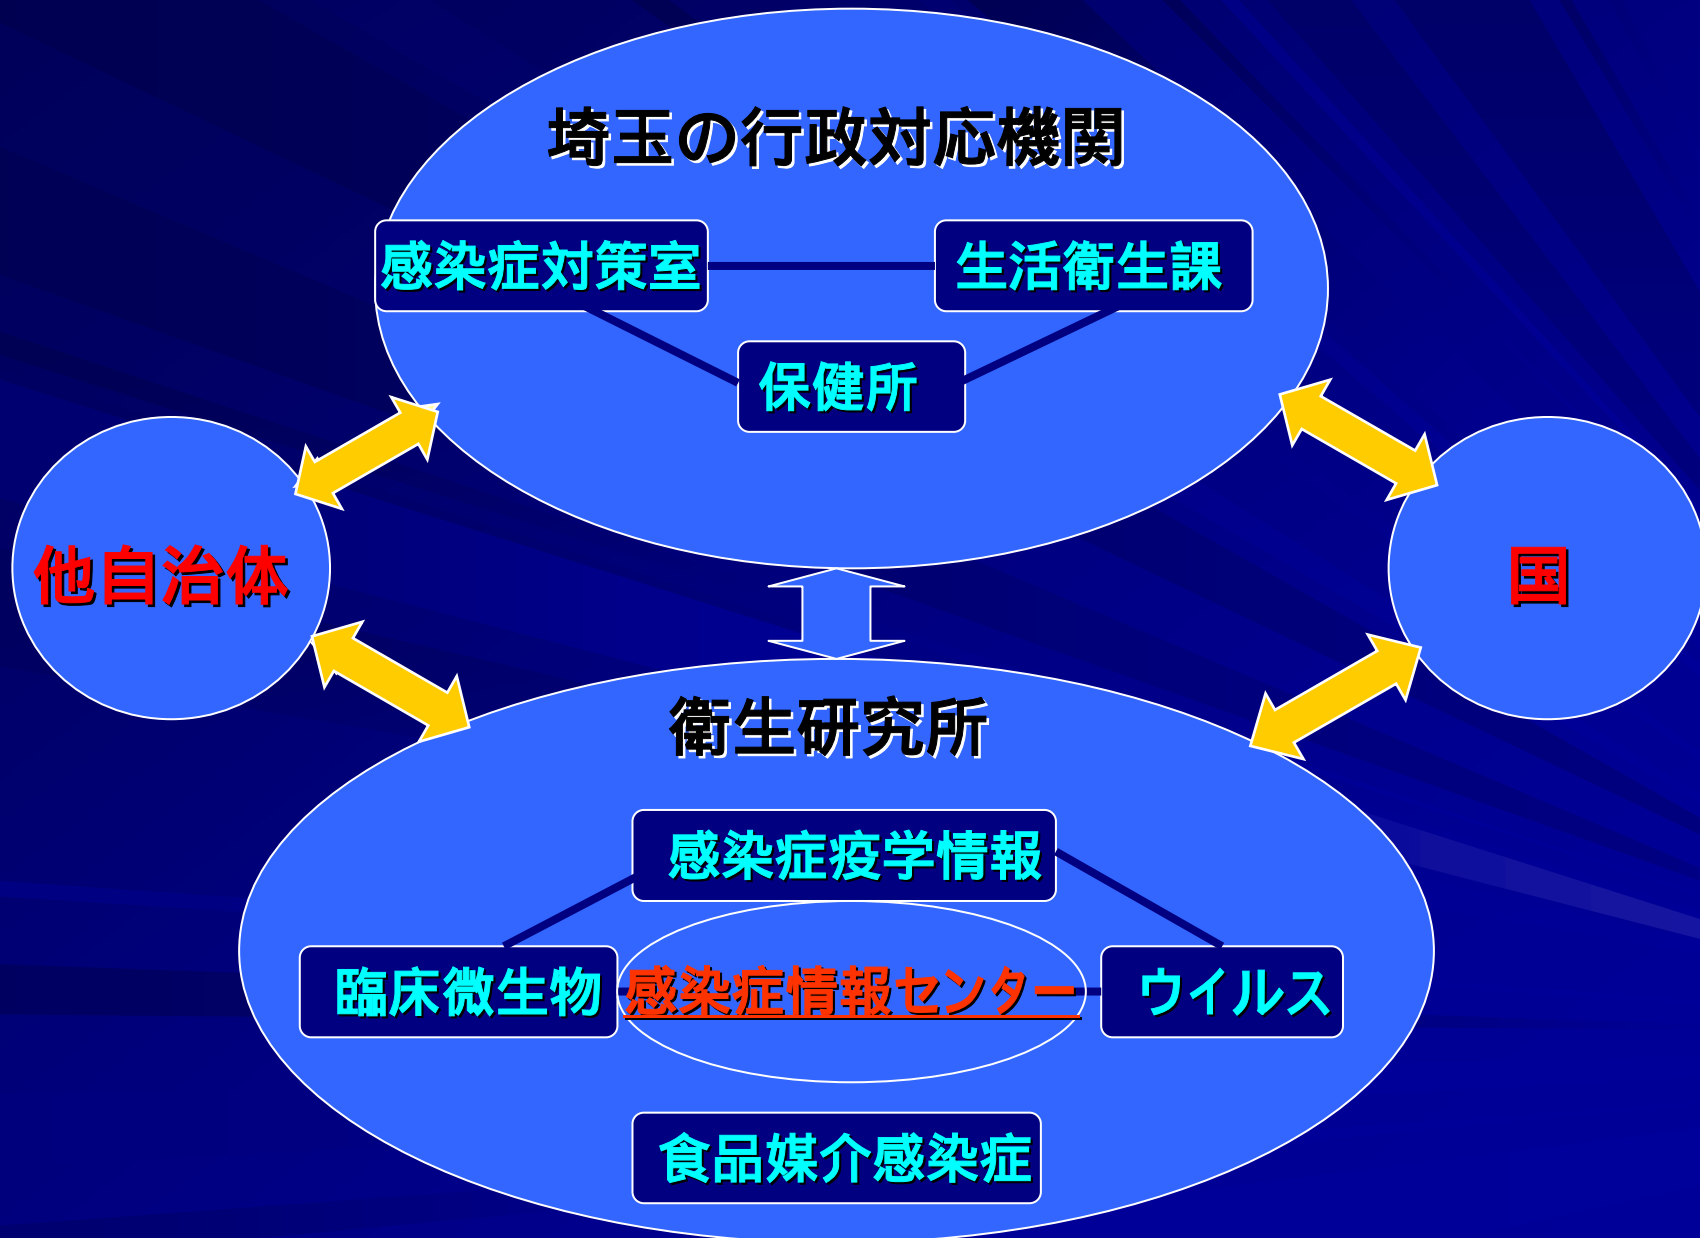 埼玉の行政対応機関
感染症対策室
生活衛生課
保健所
他自治体
国
衛生研究所
感染症疫学情報
臨床微生物
感染症情報センター
ウイルス
食品媒介感染症